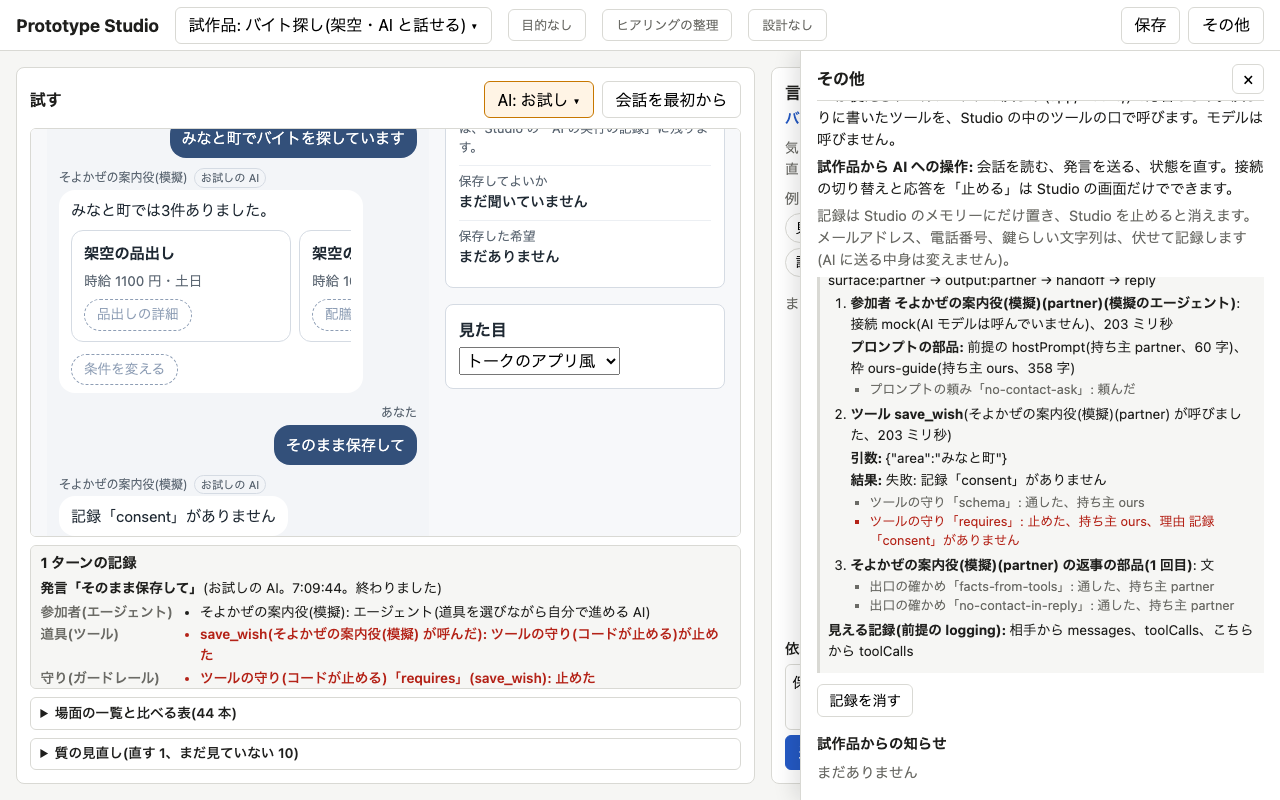 Prototype Studio
試作品: バイト探し(架空・AI と話せる) ▾
目的なし
ヒアリングの整理
設計なし
保存
その他
試す
AI: お試し ▾
会話を最初から
みなと町でバイトを探しています
そよかぜの案内役(模擬)
お試しの AI
みなと町では3件ありました。
架空の品出し
時給 1100 円・土日
品出しの詳細
架空の
時給
配膳
条件を変える
あなた
そのまま保存して
そよかぜの案内役(模擬)
お試しの AI
記録「consent」がありません
は、Studio の「AI の実行の記録」に残りま
す。
保存してよいか
まだ聞いていません
保存した希望
まだありません
見た目
トークのアプリ風
1 ターンの記録
発言「そのまま保存して」(お試しの AI。7:09:44。終わりました)
参加者(エージェント)
• そよかぜの案内役(模擬): エージェント(道具を選びながら自分で進める AI)
道具(ツール)
• save_wish(そよかぜの案内役(模擬) が呼んだ): ツールの守り(コードが止める)が止め
た
守り(ガードレール)
• ツールの守り(コードが止める)「requires」(save_wish): 止めた
▶ 場面の一覧と比べる表(44 本)
▶ 質の見直し(直す 1、まだ見ていない 10)
言
バ
気
直
例
ま
依
その他
×
りに書いたツールを、Studio の中のツールの口で呼びます。モデルは
呼びません。
試作品から AI への操作: 会話を読む、発言を送る、状態を直す。接続
の切り替えと応答を「止める」は Studio の画面だけでできます。
記録は Studio のメモリーにだけ置き、Studio を止めると消えます。
メールアドレス、電話番号、鍵らしい文字列は、伏せて記録します
(AI に送る中身は変えません)。
surface:partner → output:partner → handoff → reply
1. 参加者 そよかぜの案内役(模擬)(partner)(模擬のエージェント):
接続 mock(AI モデルは呼んでいません)、203 ミリ秒
プロンプトの部品: 前提の hostPrompt(持ち主 partner、60 字)、
枠 ours-guide(持ち主 ours、358 字)
▪ プロンプトの頼み「no-contact-ask」: 頼んだ
2. ツール save_wish(そよかぜの案内役(模擬)(partner) が呼びまし
た、203 ミリ秒)
引数: {"area":"みなと町"}
結果: 失敗: 記録「consent」がありません
▪ ツールの守り「schema」: 通した、持ち主 ours
▪ ツールの守り「requires」: 止めた、持ち主 ours、理由 記録
「consent」がありません
3. そよかぜの案内役(模擬)(partner) の返事の部品(1 回目): 文
▪ 出口の確かめ「facts-from-tools」: 通した、持ち主 partner
▪ 出口の確かめ「no-contact-in-reply」: 通した、持ち主 partner
見える記録(前提の logging): 相手から messages、toolCalls、こちら
から toolCalls
記録を消す
試作品からの知らせ
まだありません